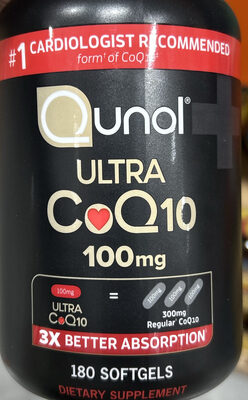 #1 CARDIOLOGIST RECOMMENDED
form† of CoQ10
Qunol®
ULTRA
CoQ10
100mg
100mg
ULTRA
CoQ10
=
100mg 100mg 100mg
300mg
Regular CoQ10
3X BETTER ABSORPTION^
180 SOFTGELS
DIETARY SUPPLEMENT